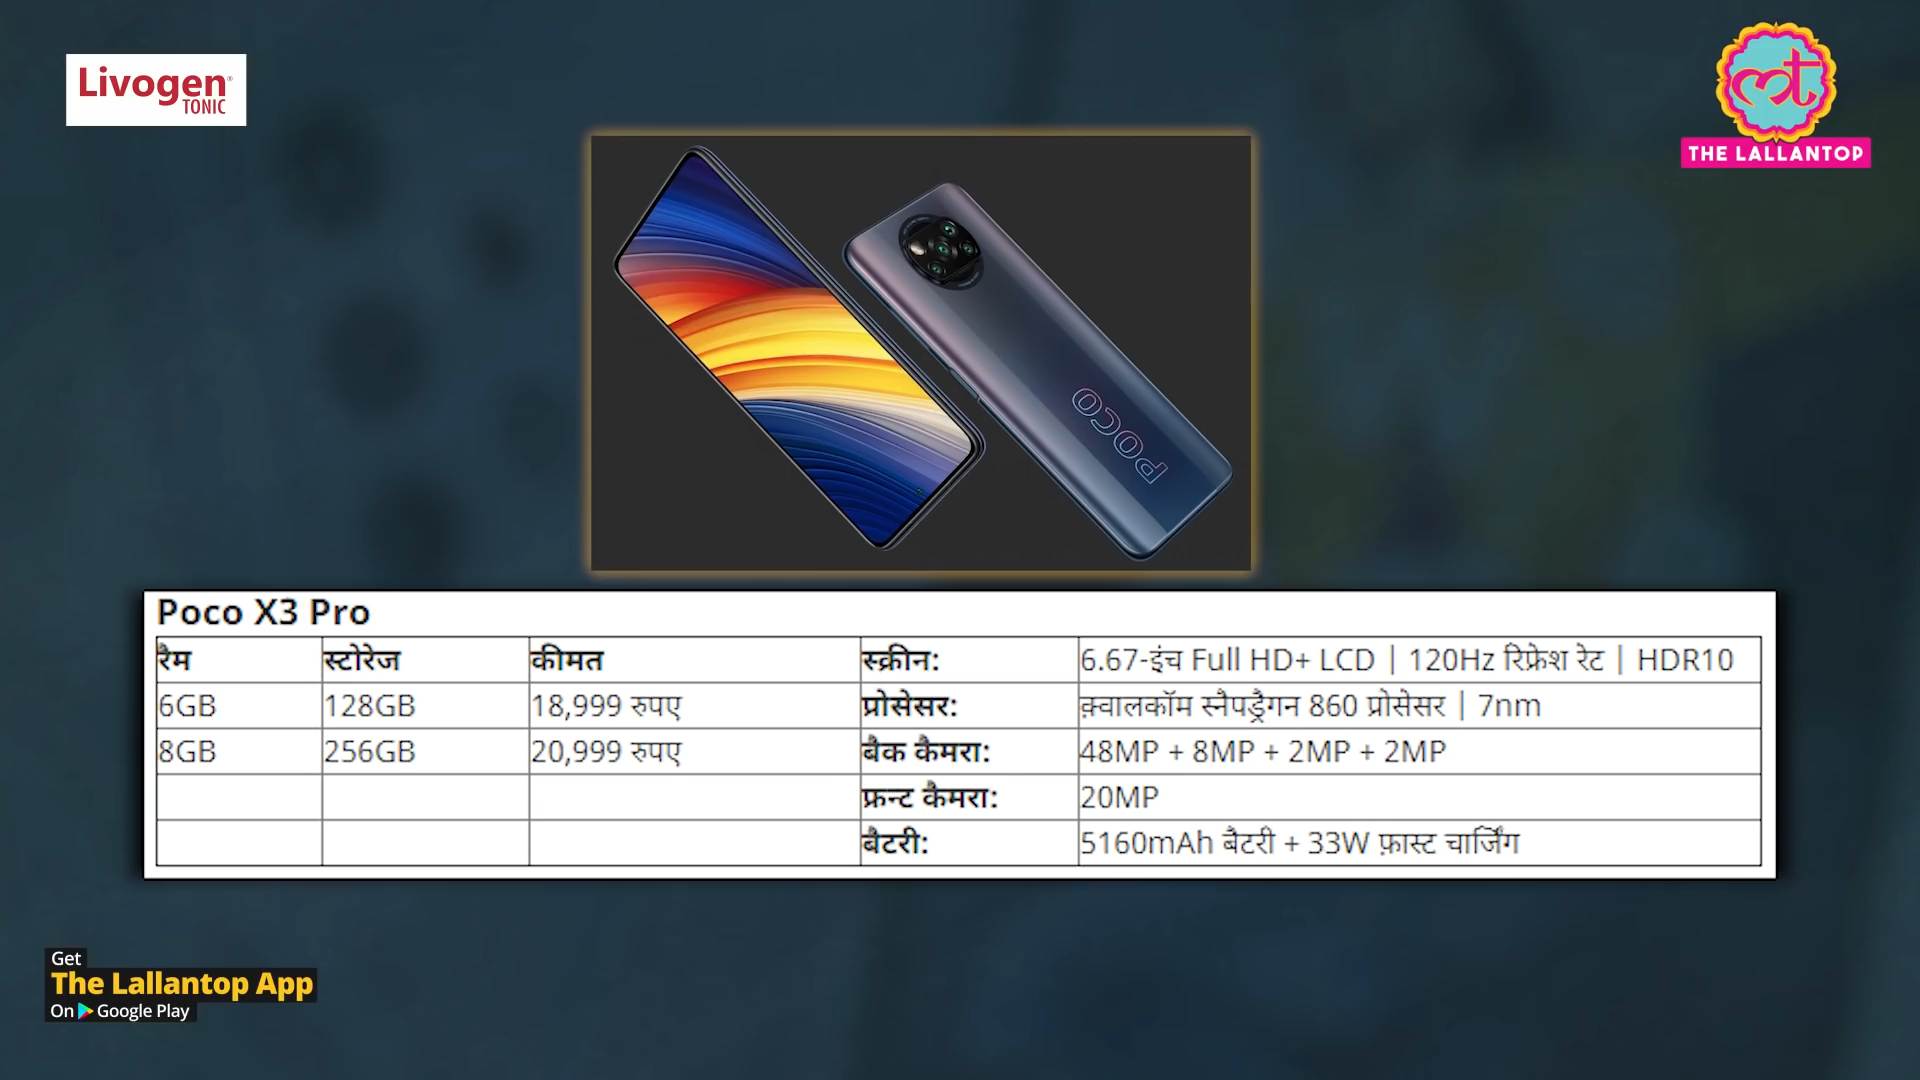 Livogen
TONIC
THE LALLANTOP
POCO
Poco X3 Pro
रैम स्टोरेज कीमत स्क्रीन: 6.67-इंच Full HD+ LCD | 120Hz रिफ्रेश रेट | HDR10
6GB 128GB 18,999 रुपए प्रोसेसर: क़्वालकॉम स्नैपड्रैगन 860 प्रोसेसर | 7nm
8GB 256GB 20,999 रुपए बैक कैमरा: 48MP + 8MP + 2MP + 2MP
फ्रन्ट कैमरा: 20MP
बैटरी: 5160mAh बैटरी + 33W फ़ास्ट चार्जिंग
Get
The Lallantop App
On Google Play